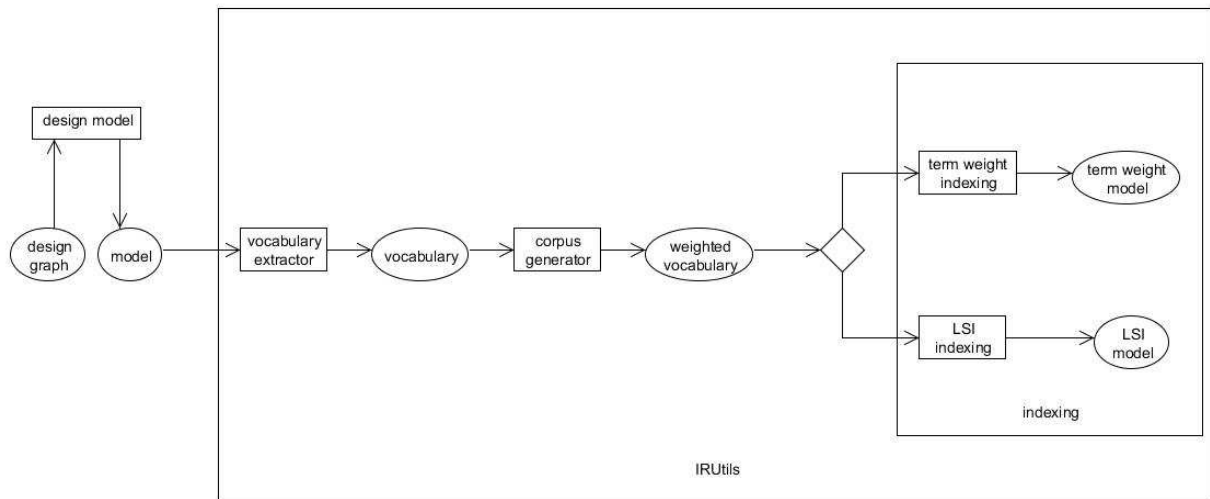 design model
design
graph
model
vocabulary
extractor
vocabulary
corpus
generator
weighted
vocabulary
term weight
indexing
term weight
model
LSI
indexing
LSI
model
indexing
IRUtils